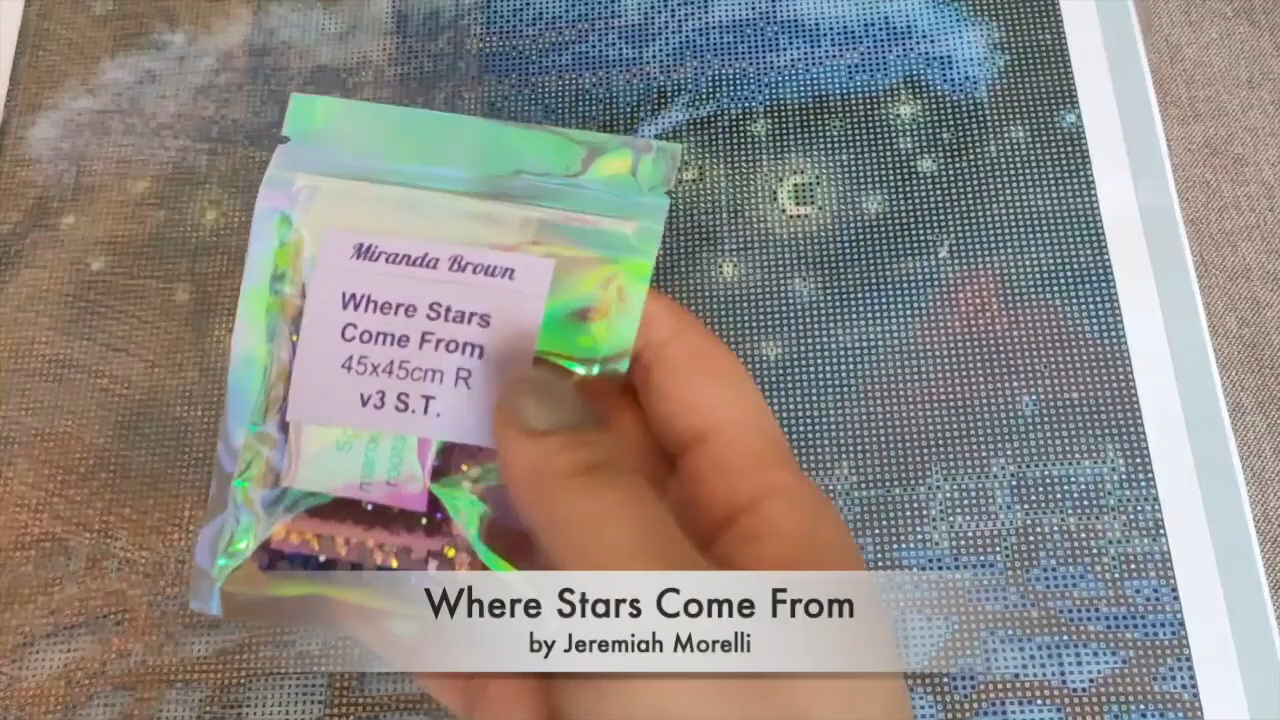 Miranda Brown
Where Stars
Come From
45x45cm R
v3 S.T.
Where Stars Come From
by Jeremiah Morelli